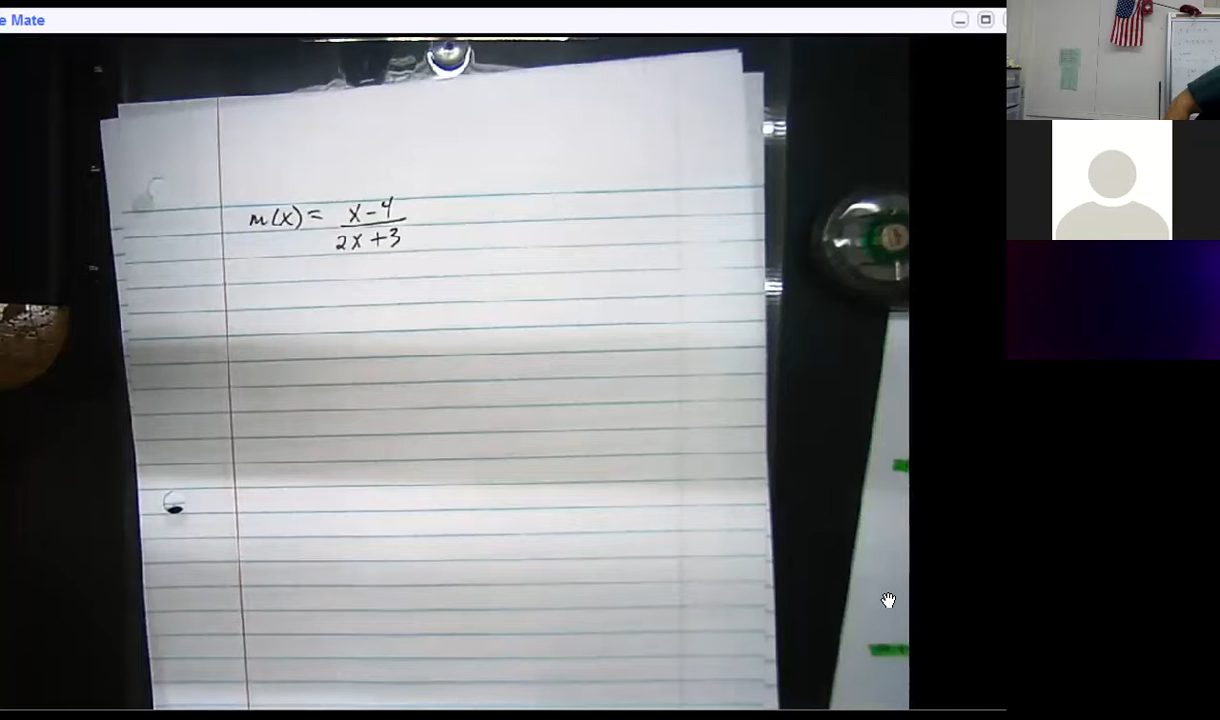 e Mate
m(x) = x-4
2x+3